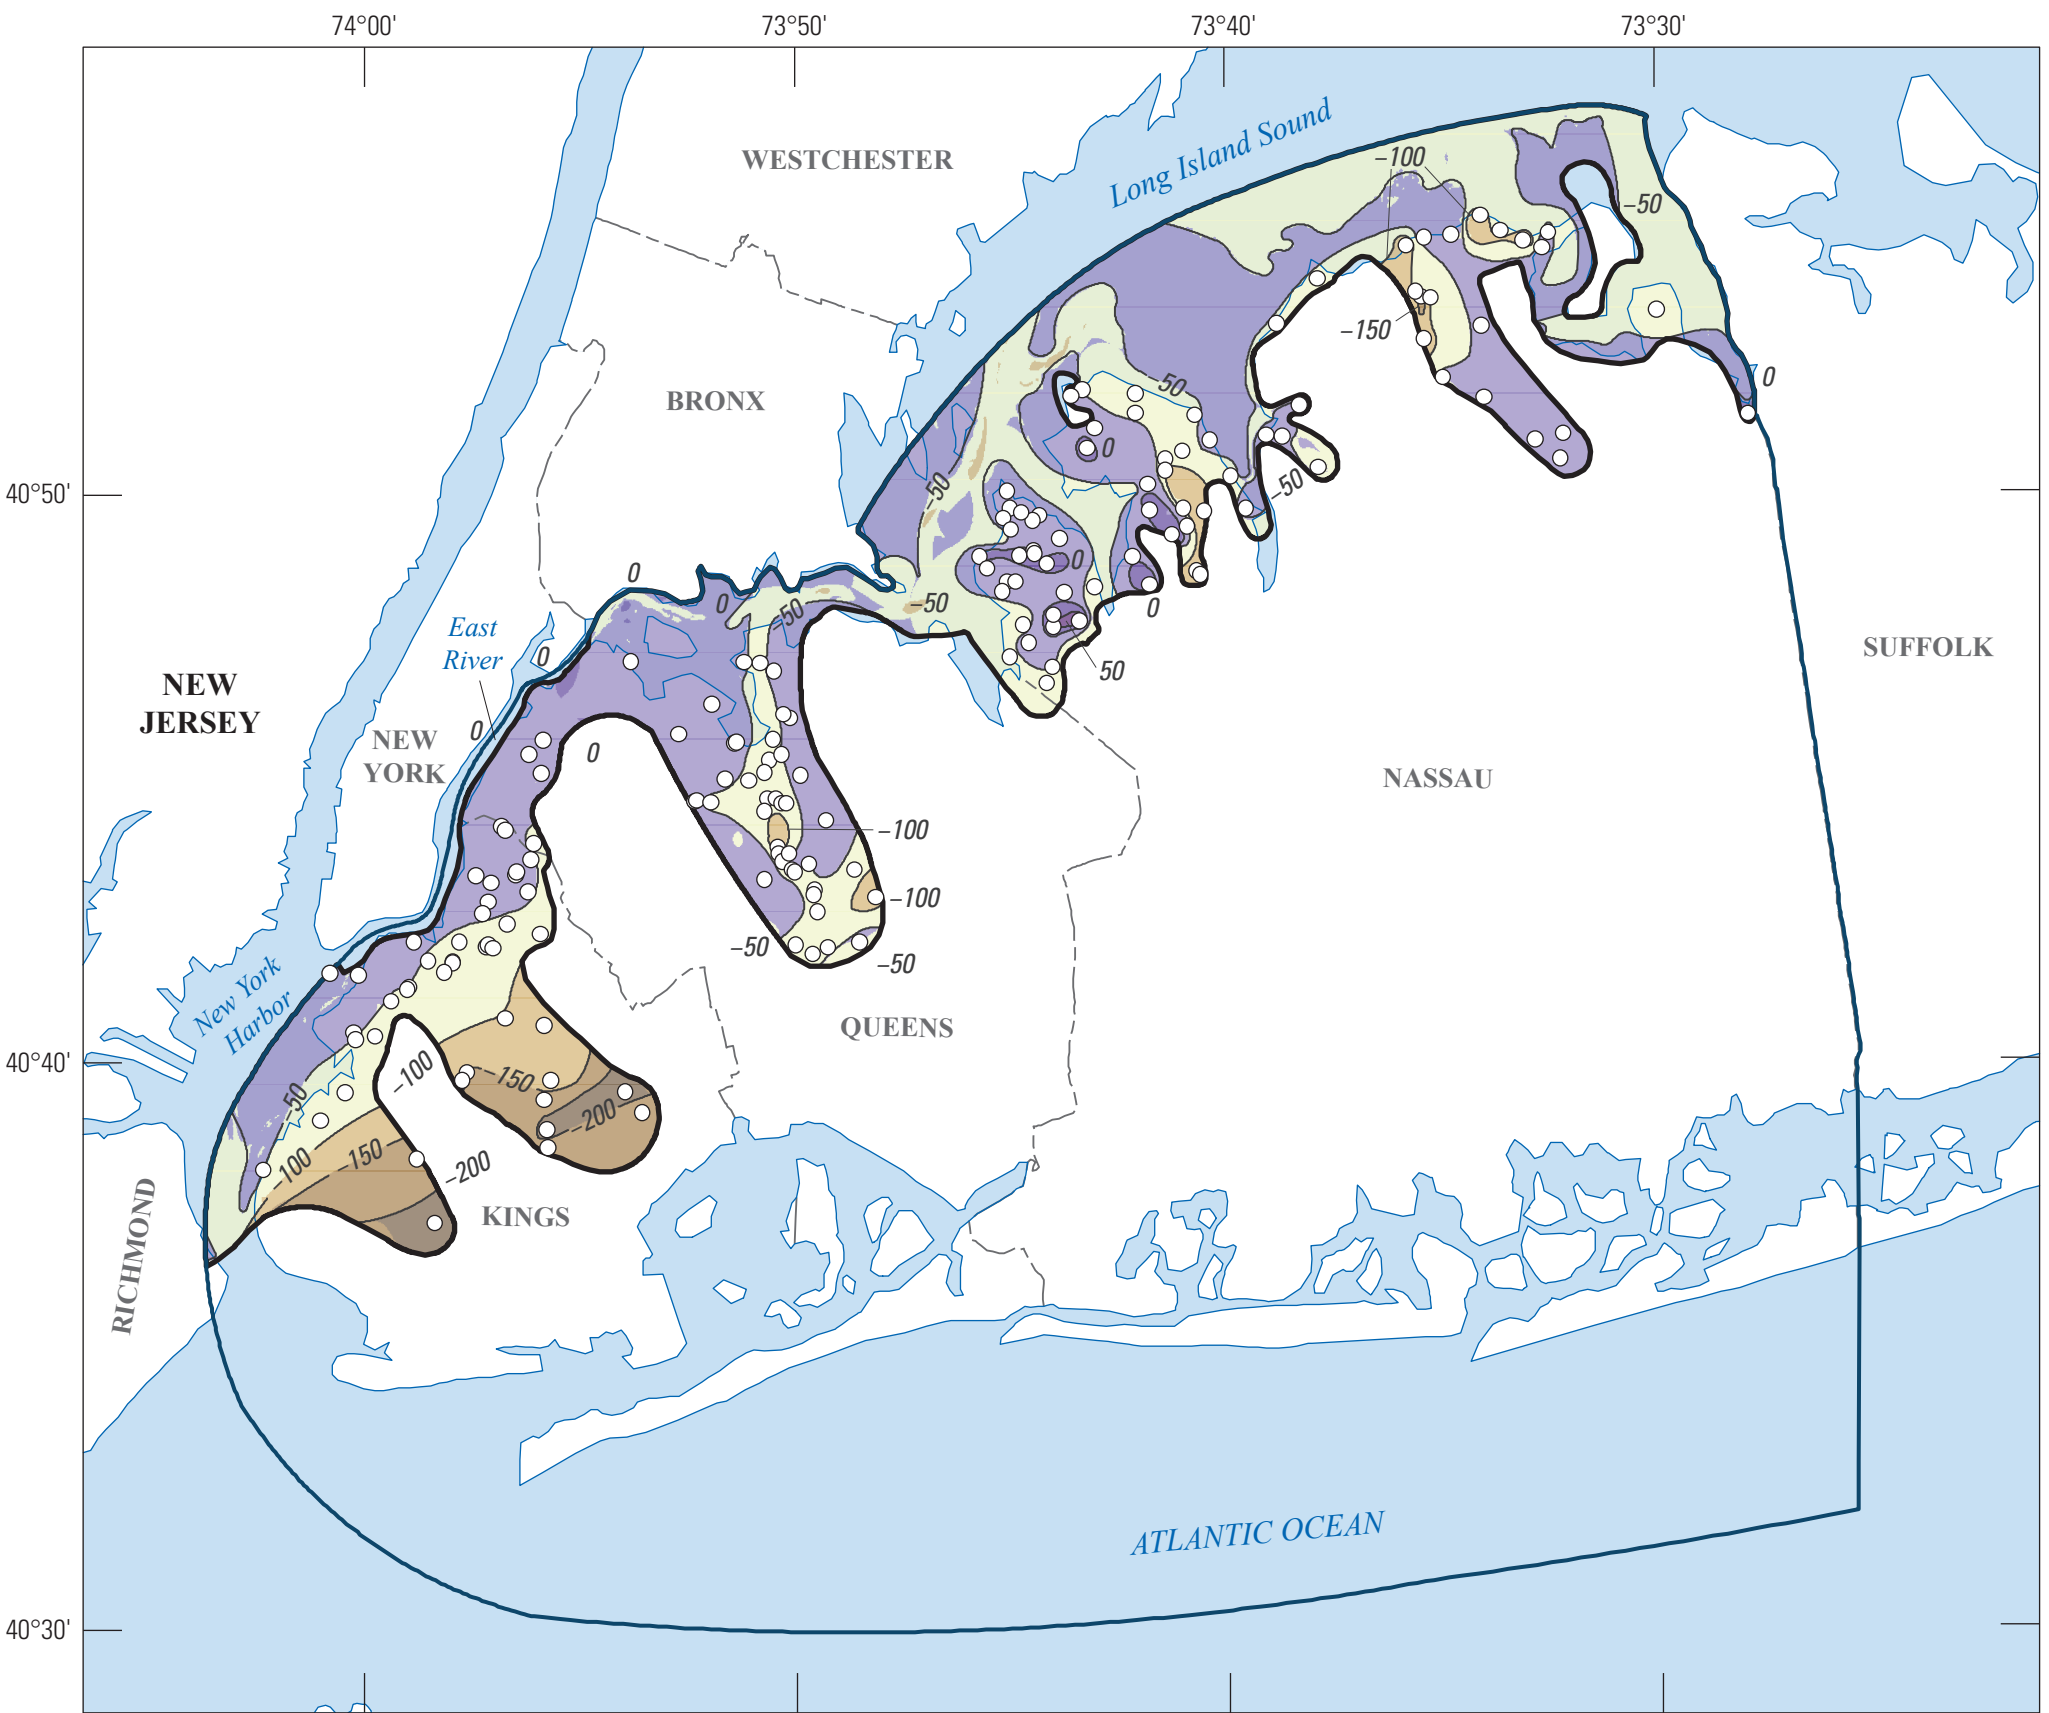 74°00'
73°50'
73°40'
73°30'
WESTCHESTER
Long Island Sound
−100
−50
−150
0
BRONX
50
0
40°50'
−50
−50
0
0
0
−50
−50
0
East
River
0
50
SUFFOLK
NEW
JERSEY
0
NEW
YORK
0
NASSAU
−100
−100
−50
−50
New York
Harbor
QUEENS
40°40'
−100
−150
−50
−200
−150
−100
−200
KINGS
RICHMOND
ATLANTIC OCEAN
40°30'